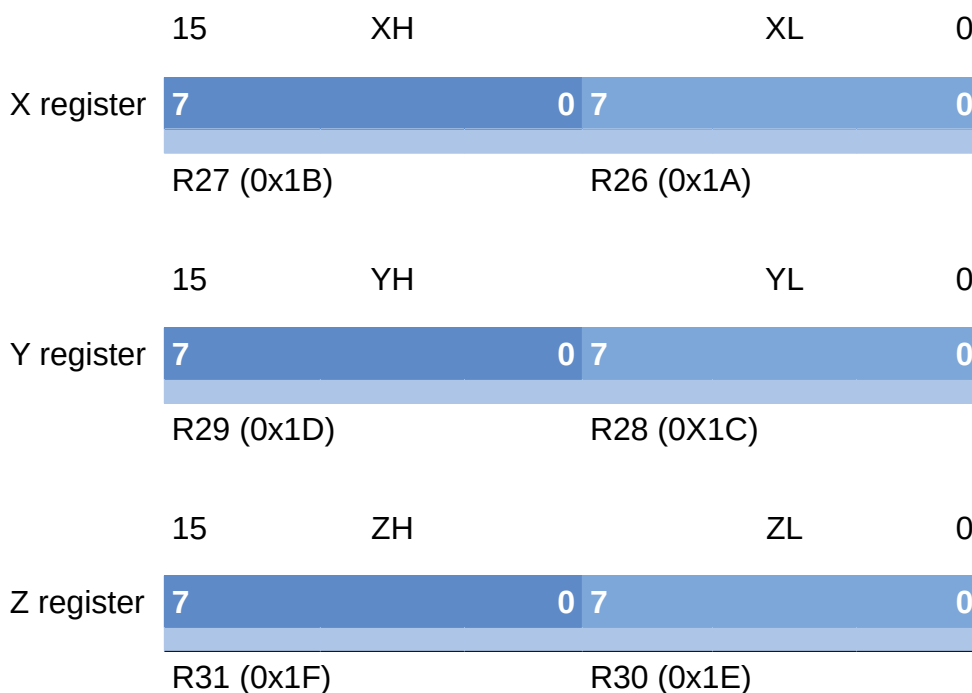 15 XH XL 0
X register 7 0 7 0
R27 (0x1B) R26 (0x1A)
15 YH YL 0
Y register 7 0 7 0
R29 (0x1D) R28 (0X1C)
15 ZH ZL 0
Z register 7 0 7 0
R31 (0x1F) R30 (0x1E)